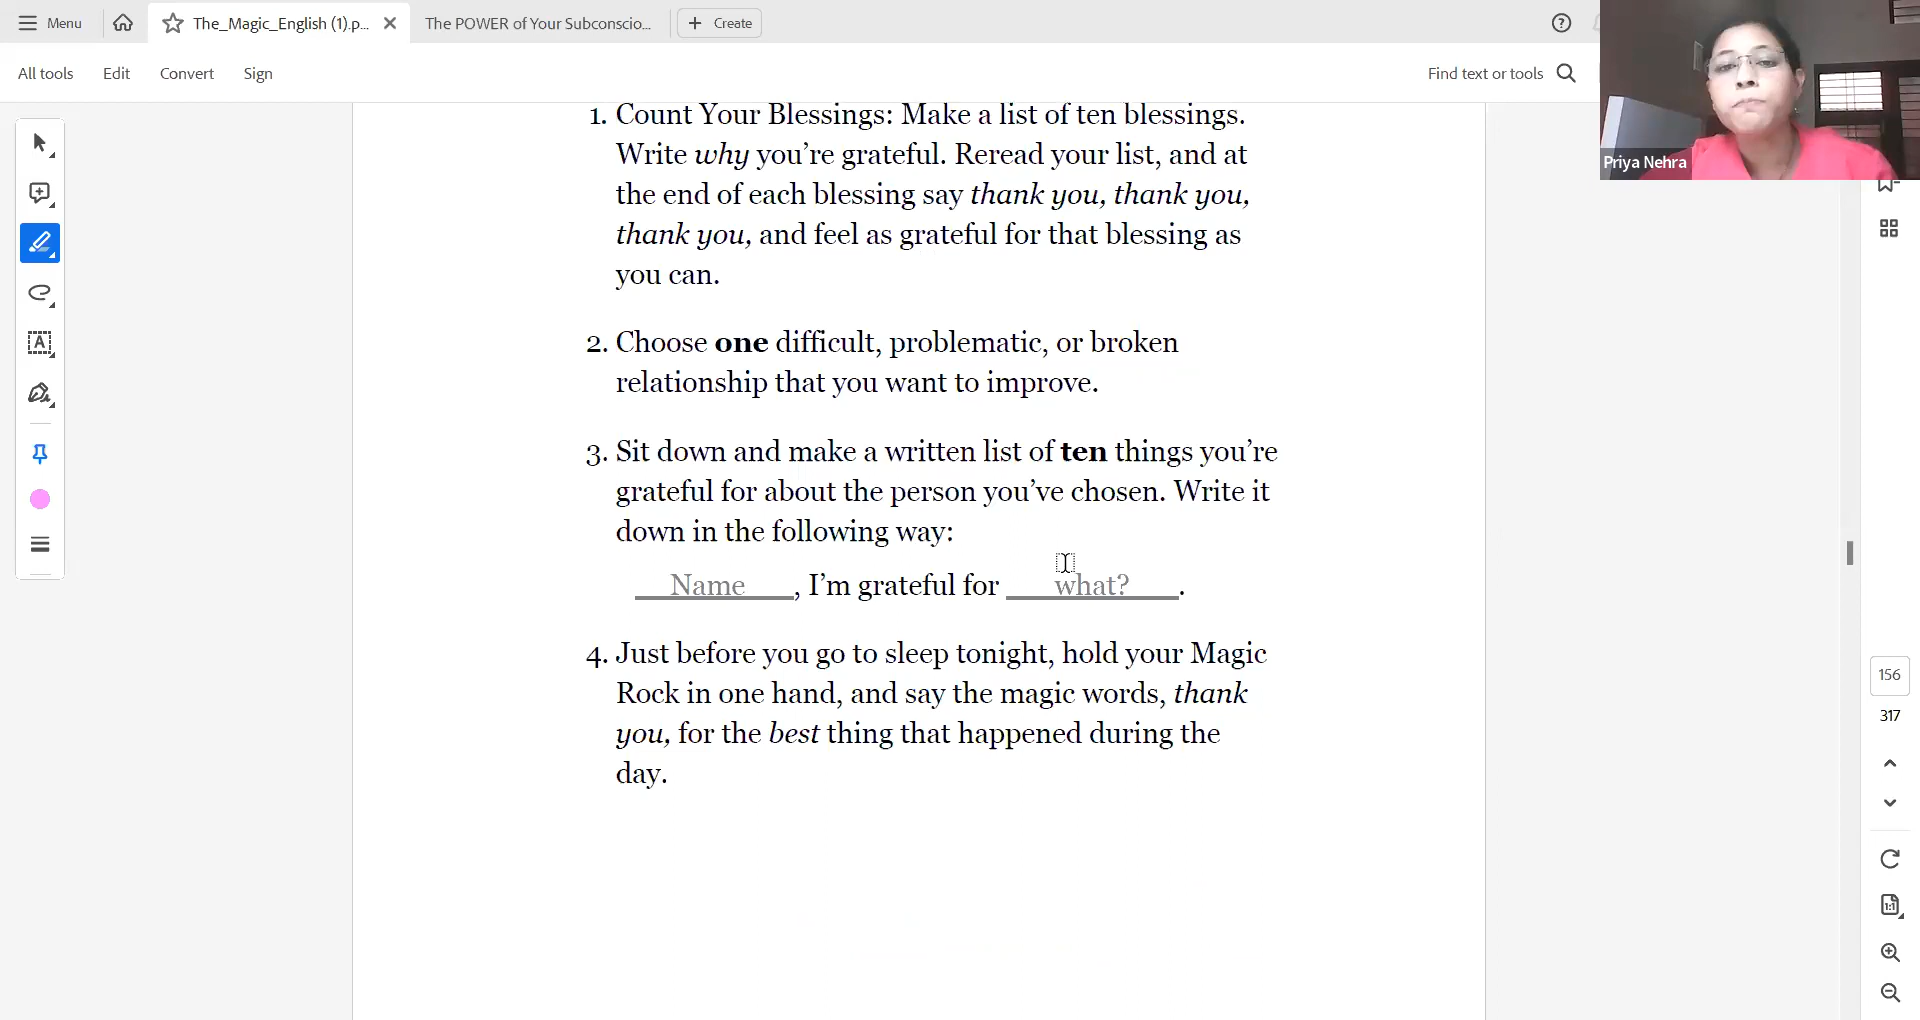 Menu
The_Magic_English (1).p...
The POWER of Your Subconscio...
Create
All tools
Edit
Convert
Sign
Find text or tools
Priya Nehra
1. Count Your Blessings: Make a list of ten blessings.
Write why you’re grateful. Reread your list, and at
the end of each blessing say thank you, thank you,
thank you, and feel as grateful for that blessing as
you can.
2. Choose one difficult, problematic, or broken
relationship that you want to improve.
3. Sit down and make a written list of ten things you’re
grateful for about the person you’ve chosen. Write it
down in the following way:
Name, I’m grateful for what?.
4. Just before you go to sleep tonight, hold your Magic
Rock in one hand, and say the magic words, thank
you, for the best thing that happened during the
day.
156
317